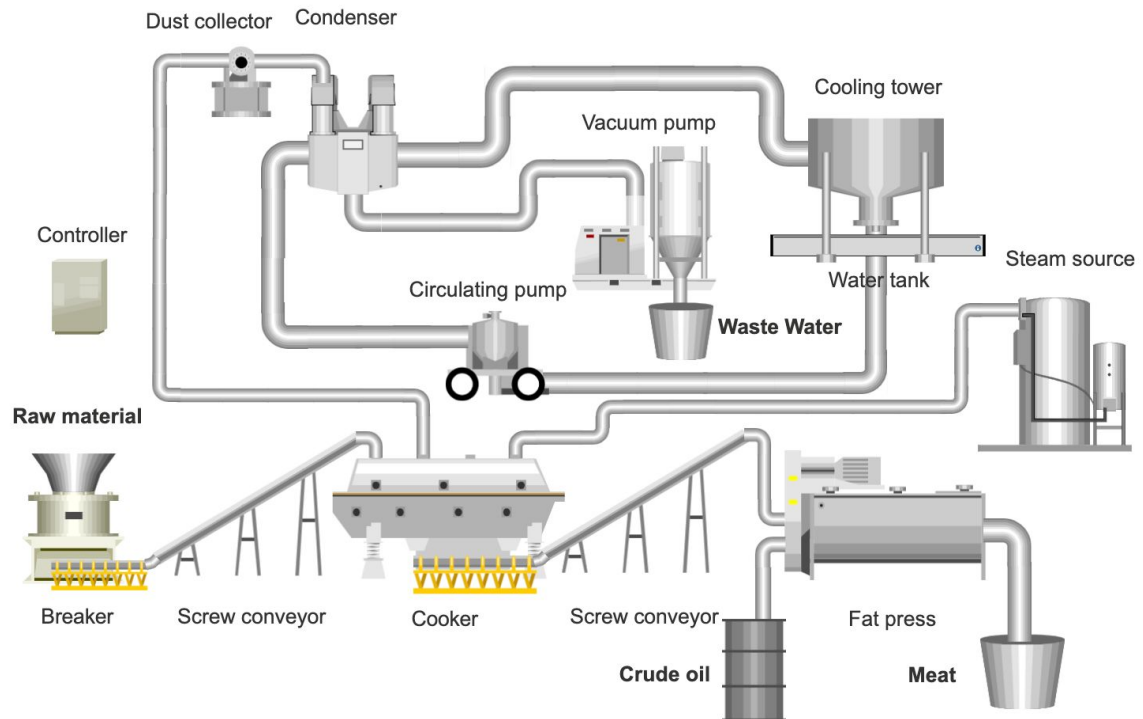 Dust collector
Condenser
Cooling tower
Vacuum pump
Controller
Steam source
Circulating pump
Water tank
Waste Water
Raw material
Breaker
Screw conveyor
Cooker
Screw conveyor
Fat press
Crude oil
Meat